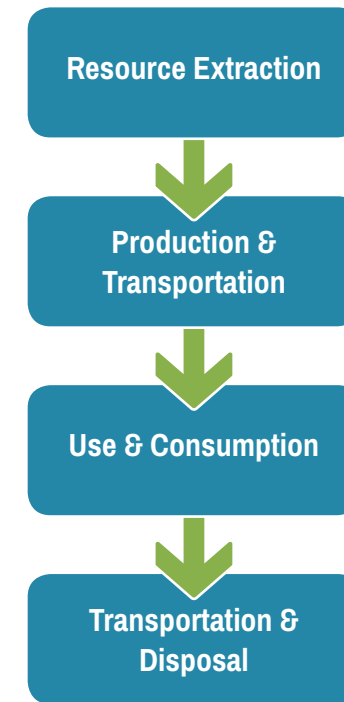 Resource Extraction
Production &
Transportation
Use & Consumption
Transportation &
Disposal